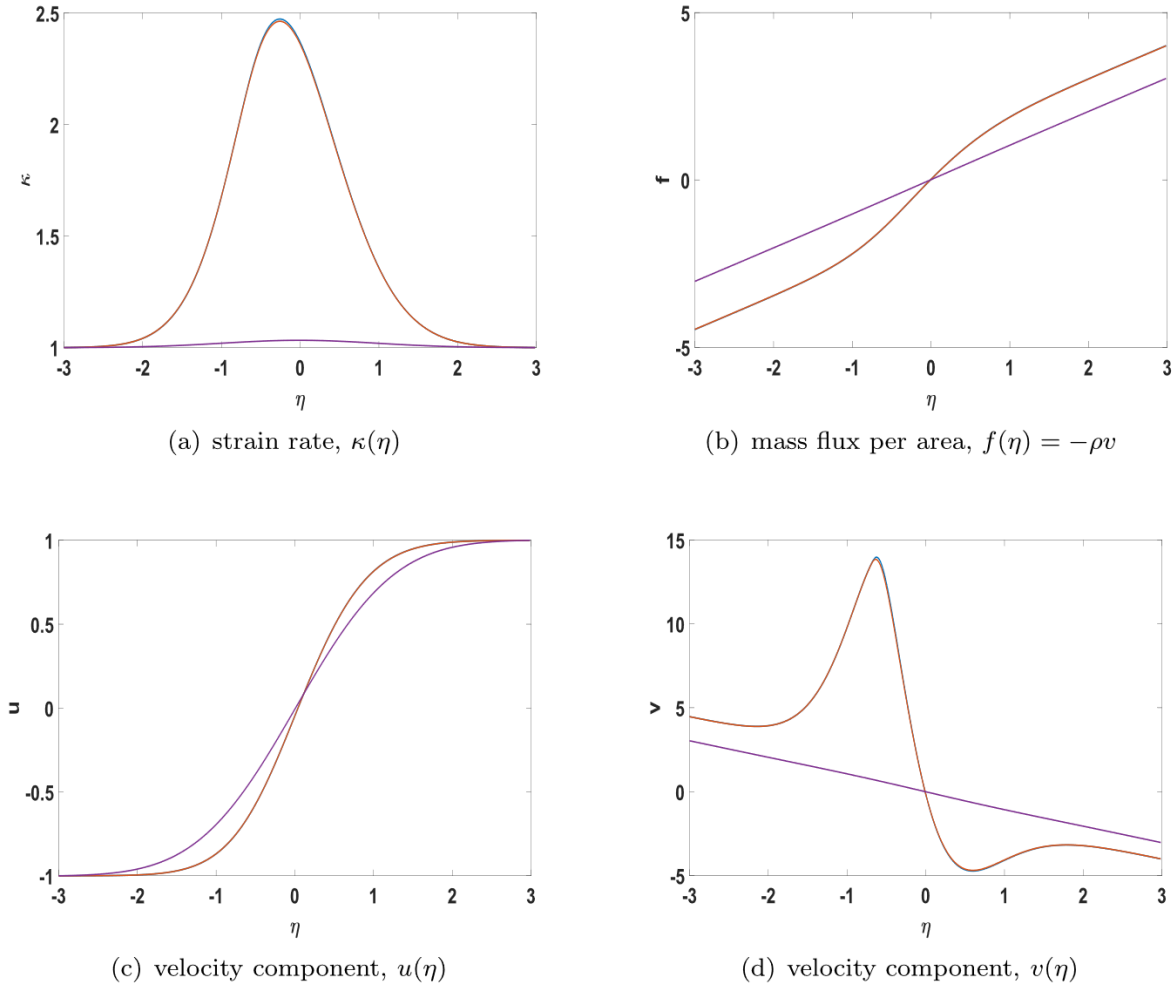 2.5
2
1.5
1
κ
-3 -2 -1 0 1 2 3
η
(a) strain rate, κ(η)
5
0
-5
f
-3 -2 -1 0 1 2 3
η
(b) mass flux per area, f(η) = −ρv
1
0.5
0
-0.5
-1
u
-3 -2 -1 0 1 2 3
η
(c) velocity component, u(η)
15
10
5
0
-5
v
-3 -2 -1 0 1 2 3
η
(d) velocity component, v(η)